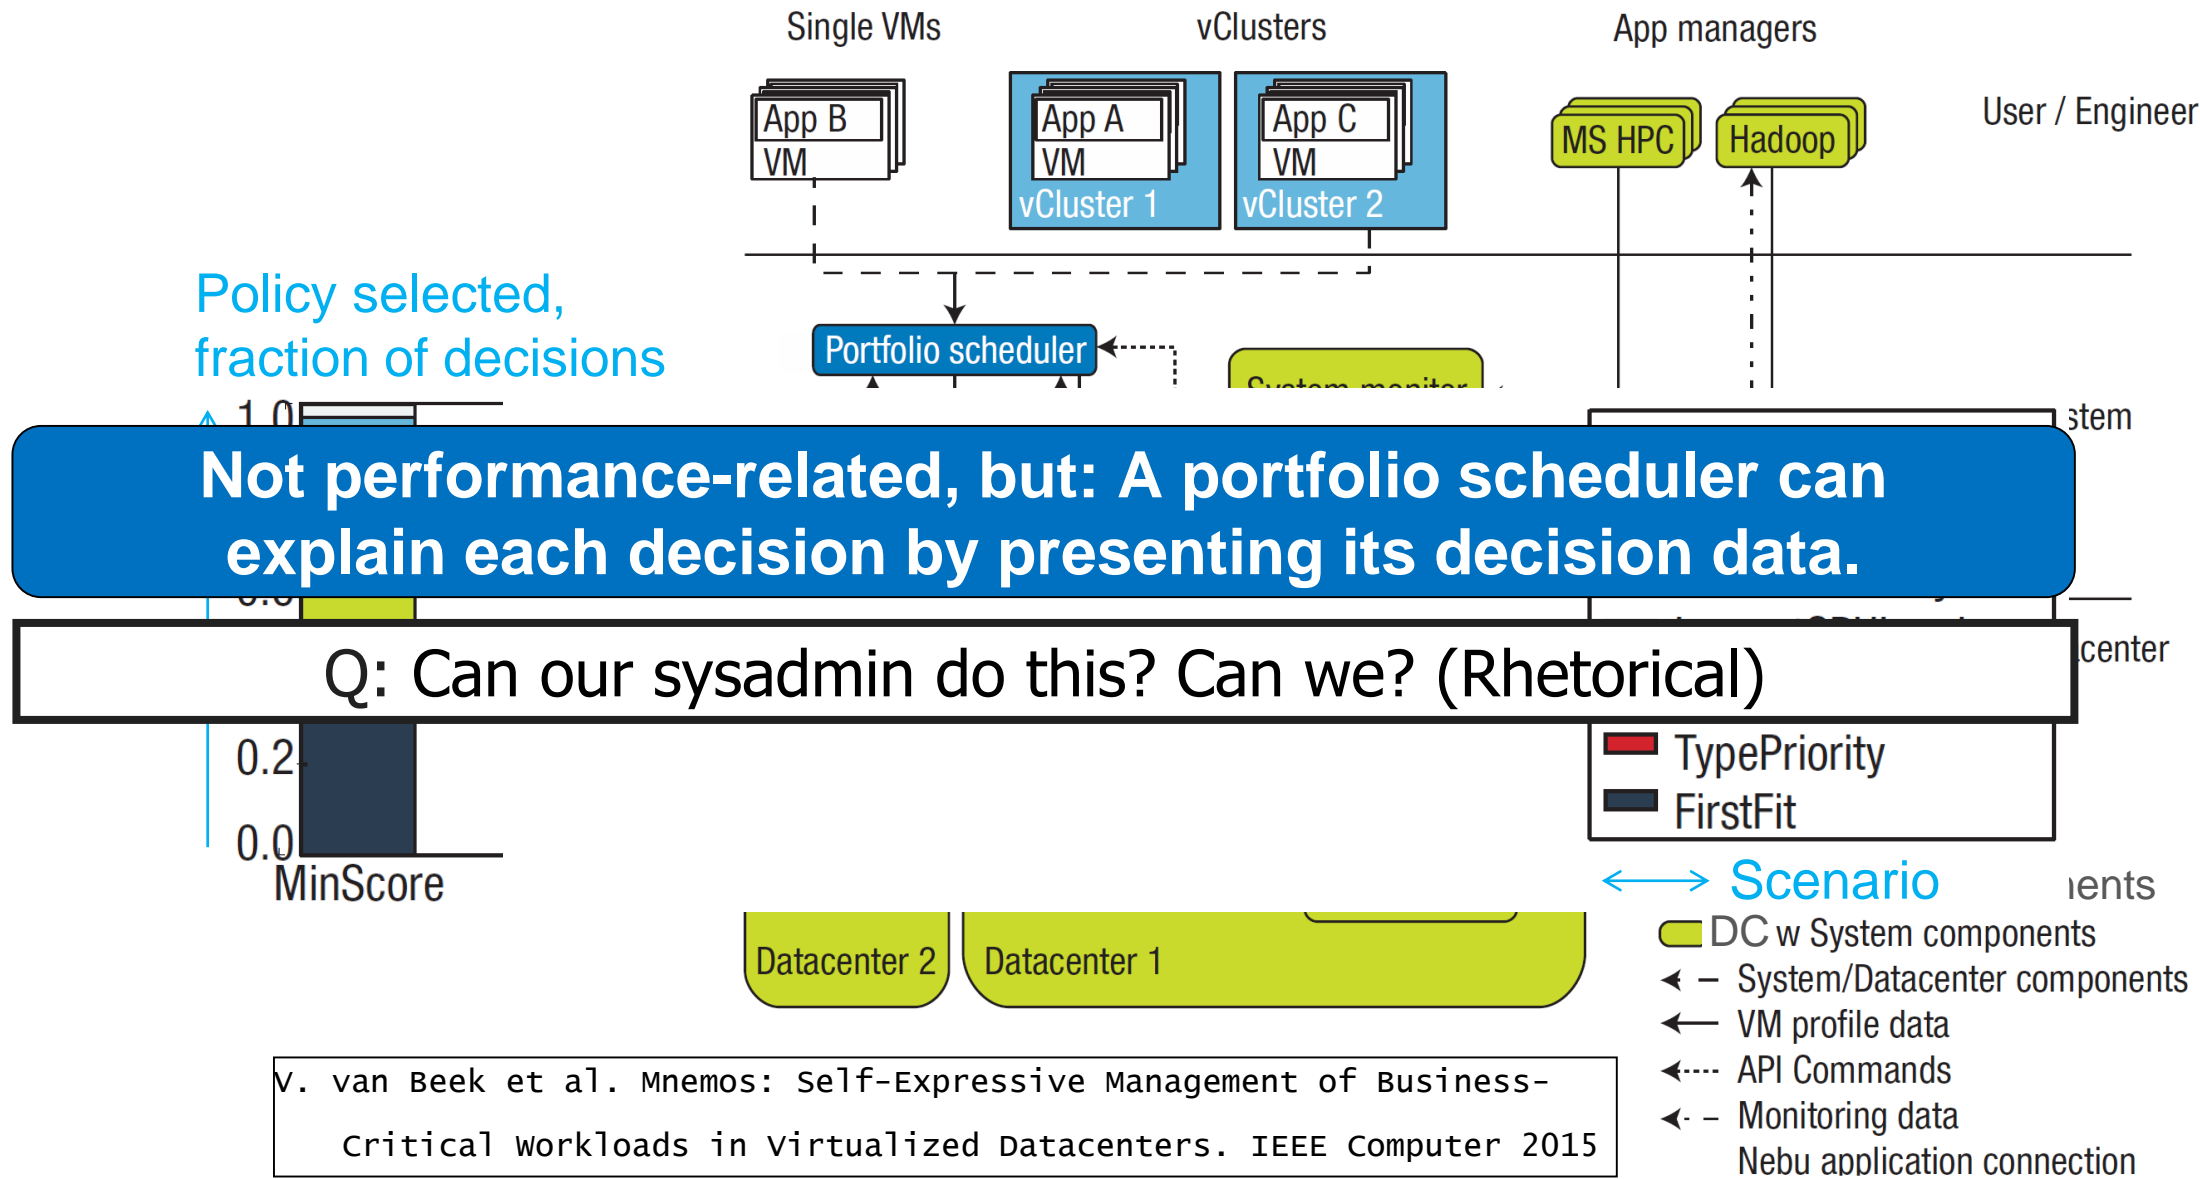 Single VMs
vClusters
App managers
App B
VM
App A
VM
vCluster 1
App C
VM
vCluster 2
MS HPC
Hadoop
User / Engineer
Policy selected,
fraction of decisions
Portfolio scheduler
System monitor
1.0
stem
Not performance-related, but: A portfolio scheduler can
explain each decision by presenting its decision data.
center
Q: Can our sysadmin do this? Can we? (Rhetorical)
0.2
TypePriority
FirstFit
0.0
MinScore
Scenario
ents
DC w System components
Datacenter 2
Datacenter 1
System/Datacenter components
VM profile data
API Commands
Monitoring data
Nebu application connection
V. van Beek et al. Mnemos: Self-Expressive Management of Business-
Critical Workloads in Virtualized Datacenters. IEEE Computer 2015